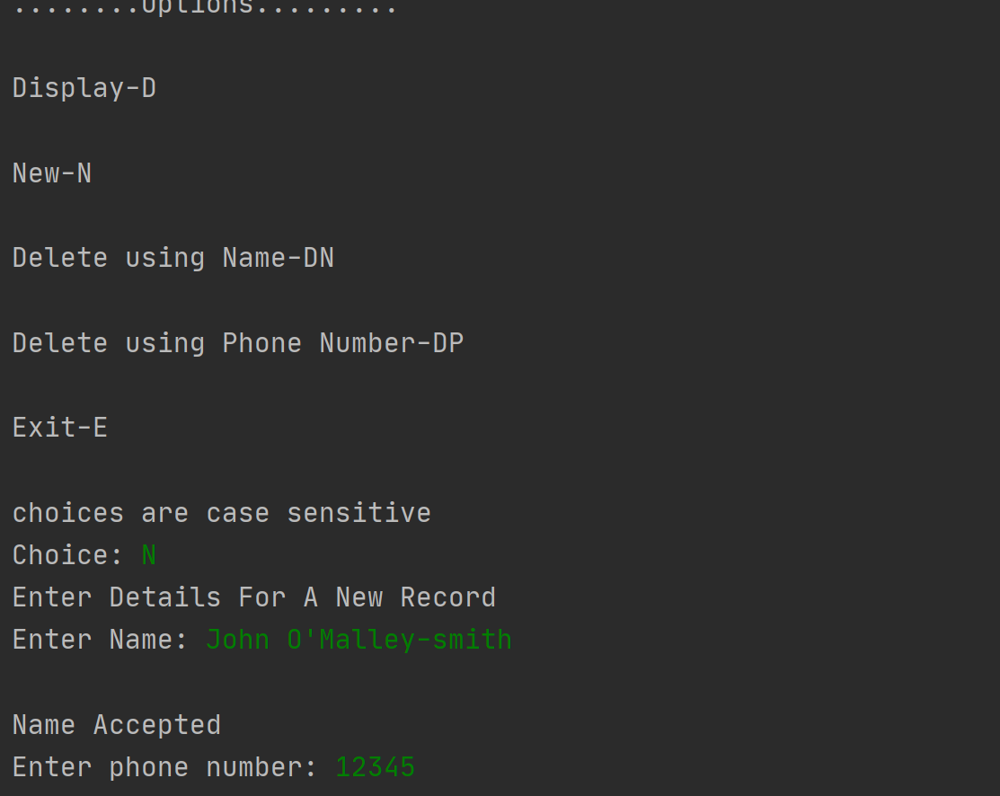 ........Options.........
Display-D
New-N
Delete using Name-DN
Delete using Phone Number-DP
Exit-E
choices are case sensitive
Choice: N
Enter Details For A New Record
Enter Name: John O'Malley-smith
Name Accepted
Enter phone number: 12345